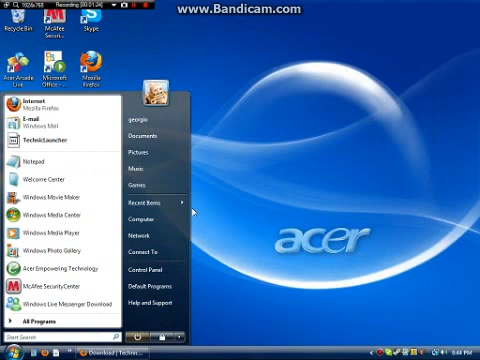 www.Bandicam.com
1024x768
Recording [00:01:24]
Recycle Bin
McAfee Securi...
Skype
Acer Arcade Live
Microsoft Office - ...
Mozilla Firefox
Internet
Mozilla Firefox
E-mail
Windows Mail
TechnicLauncher
Notepad
Welcome Center
Windows Movie Maker
Windows Media Center
Windows Media Player
Windows Photo Gallery
Acer Empowering Technology
McAfee SecurityCenter
Windows Live Messenger Download
All Programs
Start Search
georgio
Documents
Pictures
Music
Games
Recent Items
Computer
Network
Connect To
Control Panel
Default Programs
Help and Support
acer
Download | Technic...
6:44 PM